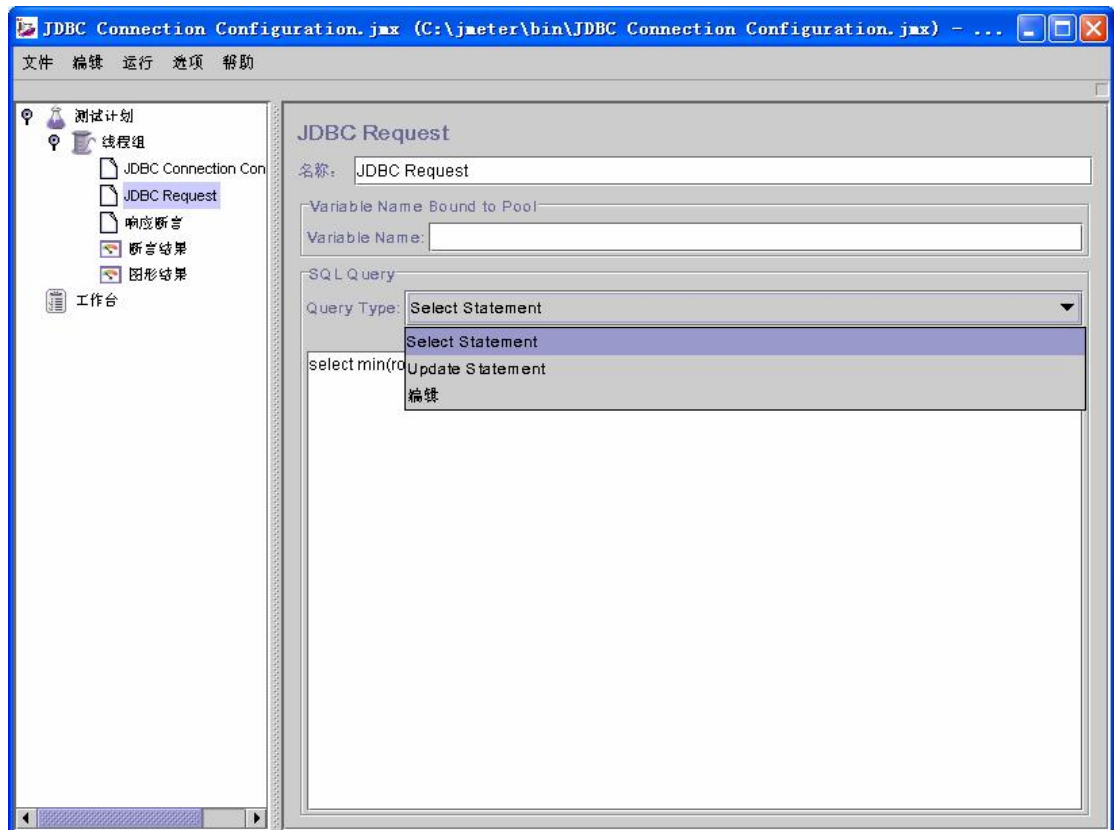 JDBC Connection Configuration.jmx (C:\jmeter\bin\JDBC Connection Configuration.jmx) - ...
文件 编辑 运行 选项 帮助
测试计划
线程组
JDBC Connection Con
JDBC Request
响应断言
断言结果
图形结果
工作台
JDBC Request
名称： JDBC Request
Variable Name Bound to Pool
Variable Name:
SQL Query
Query Type: Select Statement
Select Statement
Update Statement
编辑
select min(ro